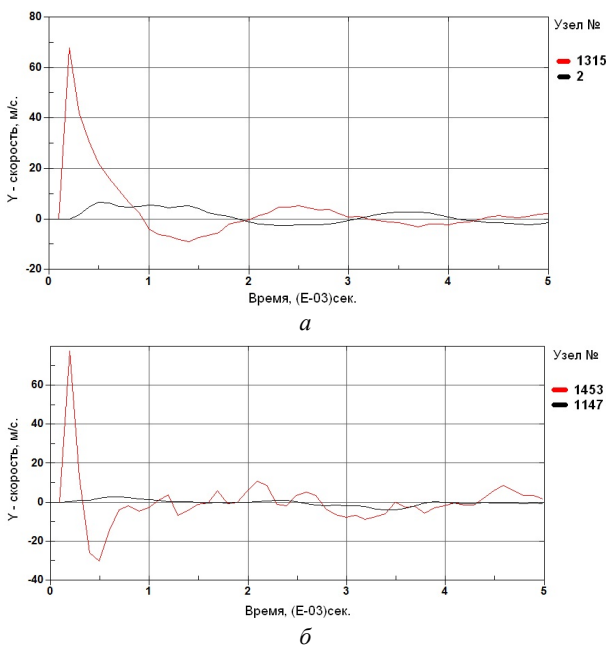 80
60
40
20
0
-20
Y - скорость, м/с.
0 1 2 3 4 5
Время, (E-03)сек.
Узел №
1315
2
а
60
40
20
0
-20
-40
Y - скорость, м/с.
0 1 2 3 4 5
Время, (E-03)сек.
Узел №
1453
1147
б